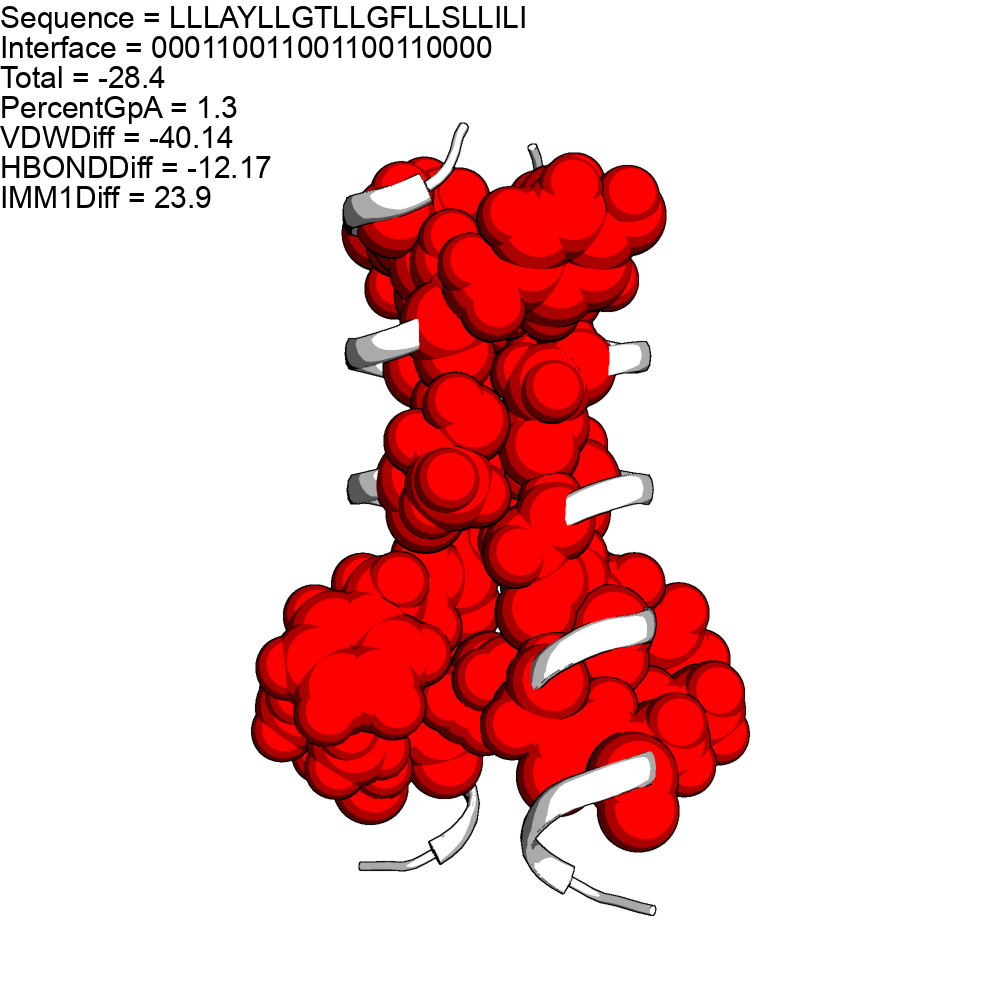 Sequence = LLLAYLLGTLLGFLLSLLILI
Interface = 000110011001100110000
Total = -28.4
PercentGpA = 1.3
VDWDiff = -40.14
HBONDDiff = -12.17
IMM1Diff = 23.9